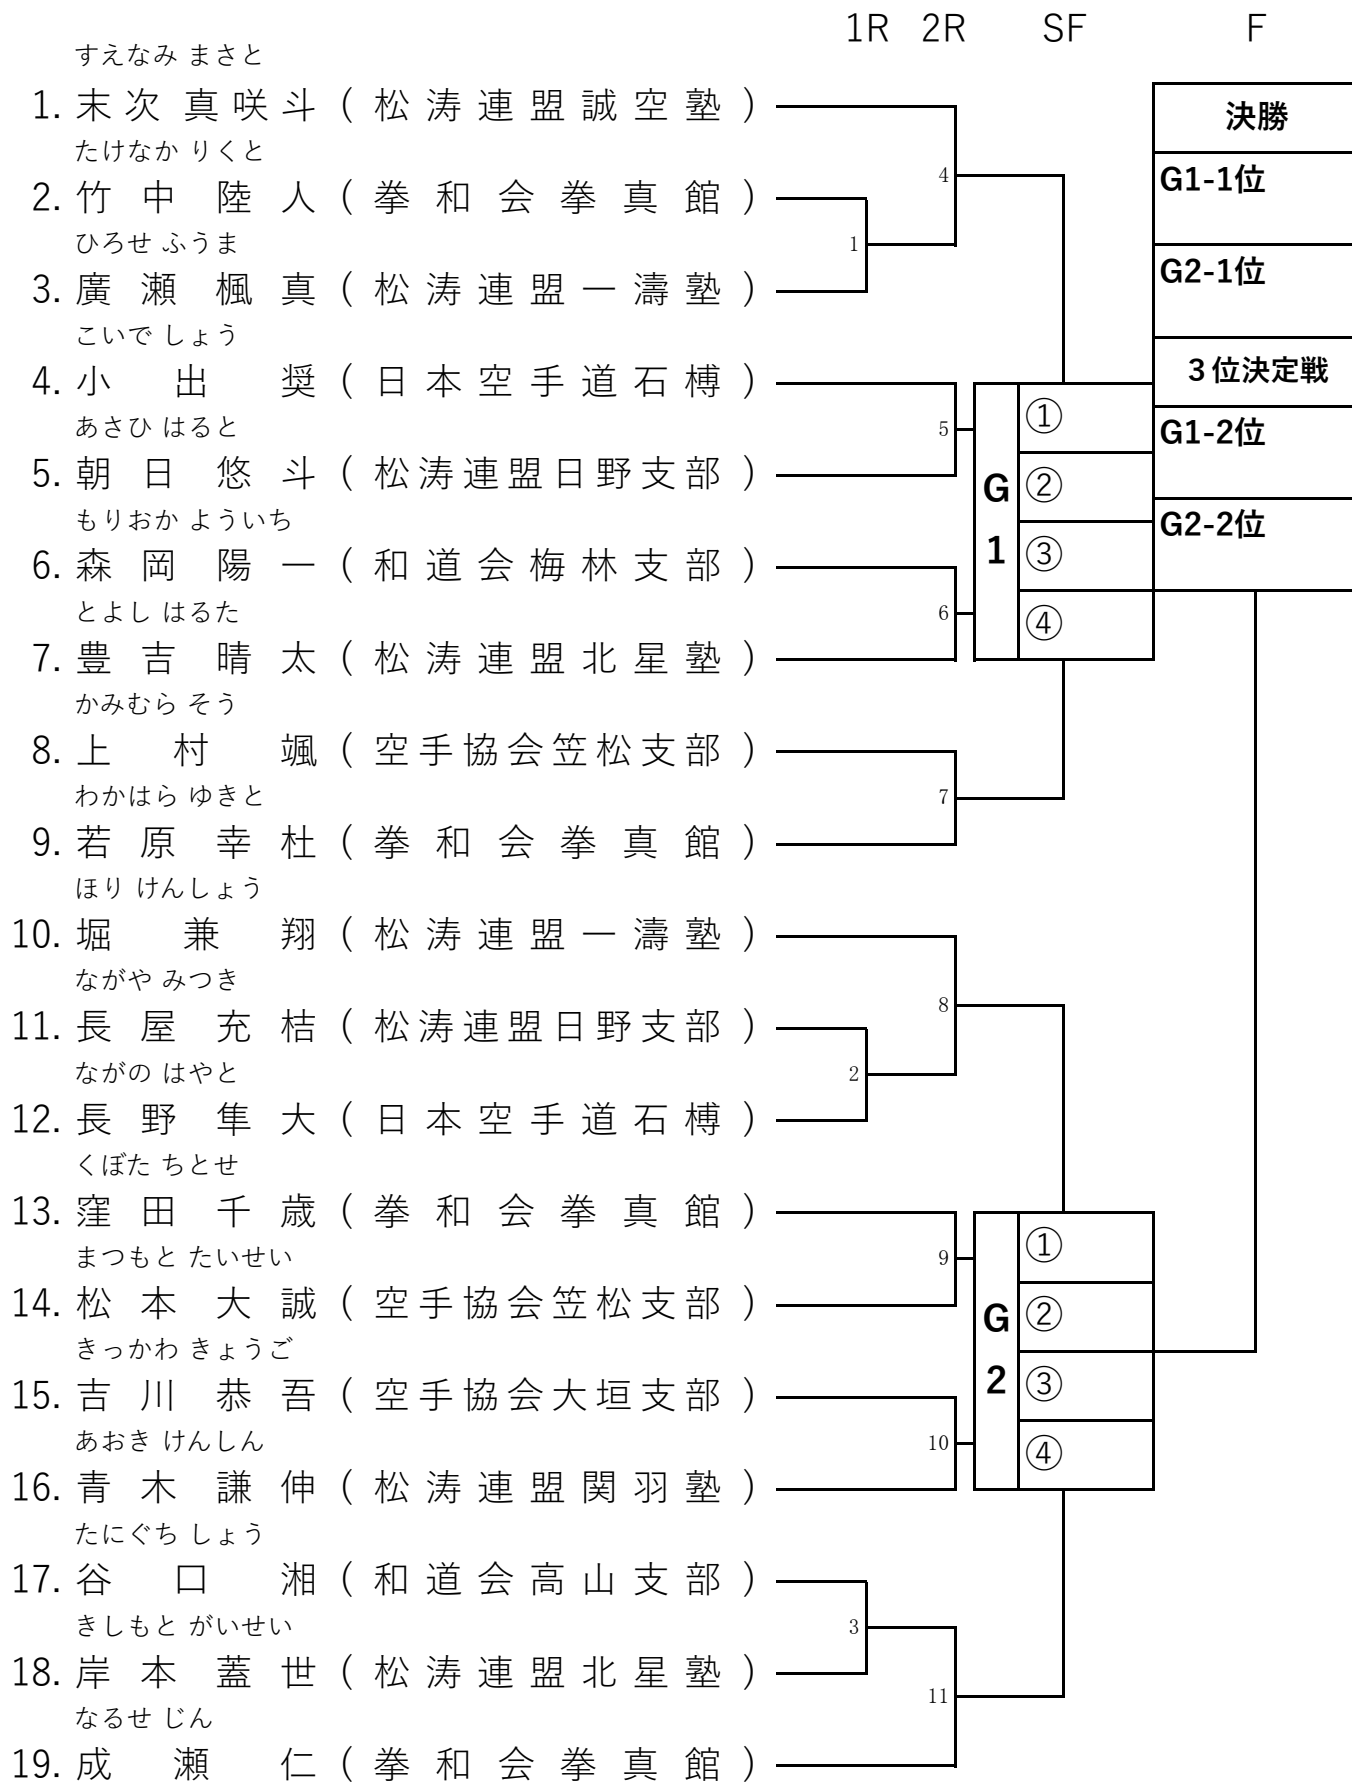 1R 2R SF F
すえなみ まさと
1. 末次 真咲斗 ( 松涛連盟誠空塾 )
決勝
たけなか りくと
G1-1位
4
2. 竹中 陸人 ( 拳和会拳真館 )
ひろせ ふうま
1
G2-1位
3. 廣瀬 楓真 ( 松涛連盟一濤塾 )
こいで しょう
3位決定戦
4. 小出 奨 ( 日本空手道石榑 )
①
あさひ はると
5
G1-2位
5. 朝日 悠斗 ( 松涛連盟日野支部 )
G1
②
もりおか よういち
G2-2位
6. 森岡 陽一 ( 和道会梅林支部 )
③
とよし はるた
6
④
7. 豊吉 晴太 ( 松涛連盟北星塾 )
かみむら そう
8. 上村 颯 ( 空手協会笠松支部 )
わかはら ゆきと
7
9. 若原 幸杜 ( 拳和会拳真館 )
ほり けんしょう
10. 堀 兼翔 ( 松涛連盟一濤塾 )
ながや みつき
8
11. 長屋 充桔 ( 松涛連盟日野支部 )
ながの はやと
2
12. 長野 隼大 ( 日本空手道石榑 )
くぼた ちとせ
13. 窪田 千歳 ( 拳和会拳真館 )
①
まつもと たいせい
9
14. 松本 大誠 ( 空手協会笠松支部 )
G2
②
きっかわ きょうご
15. 吉川 恭吾 ( 空手協会大垣支部 )
③
あおき けんしん
10
④
16. 青木 謙伸 ( 松涛連盟関羽塾 )
たにぐち しょう
17. 谷口 湘 ( 和道会高山支部 )
きしもと がいせい
3
18. 岸本 蓋世 ( 松涛連盟北星塾 )
11
なるせ じん
19. 成瀬 仁 ( 拳和会拳真館 )